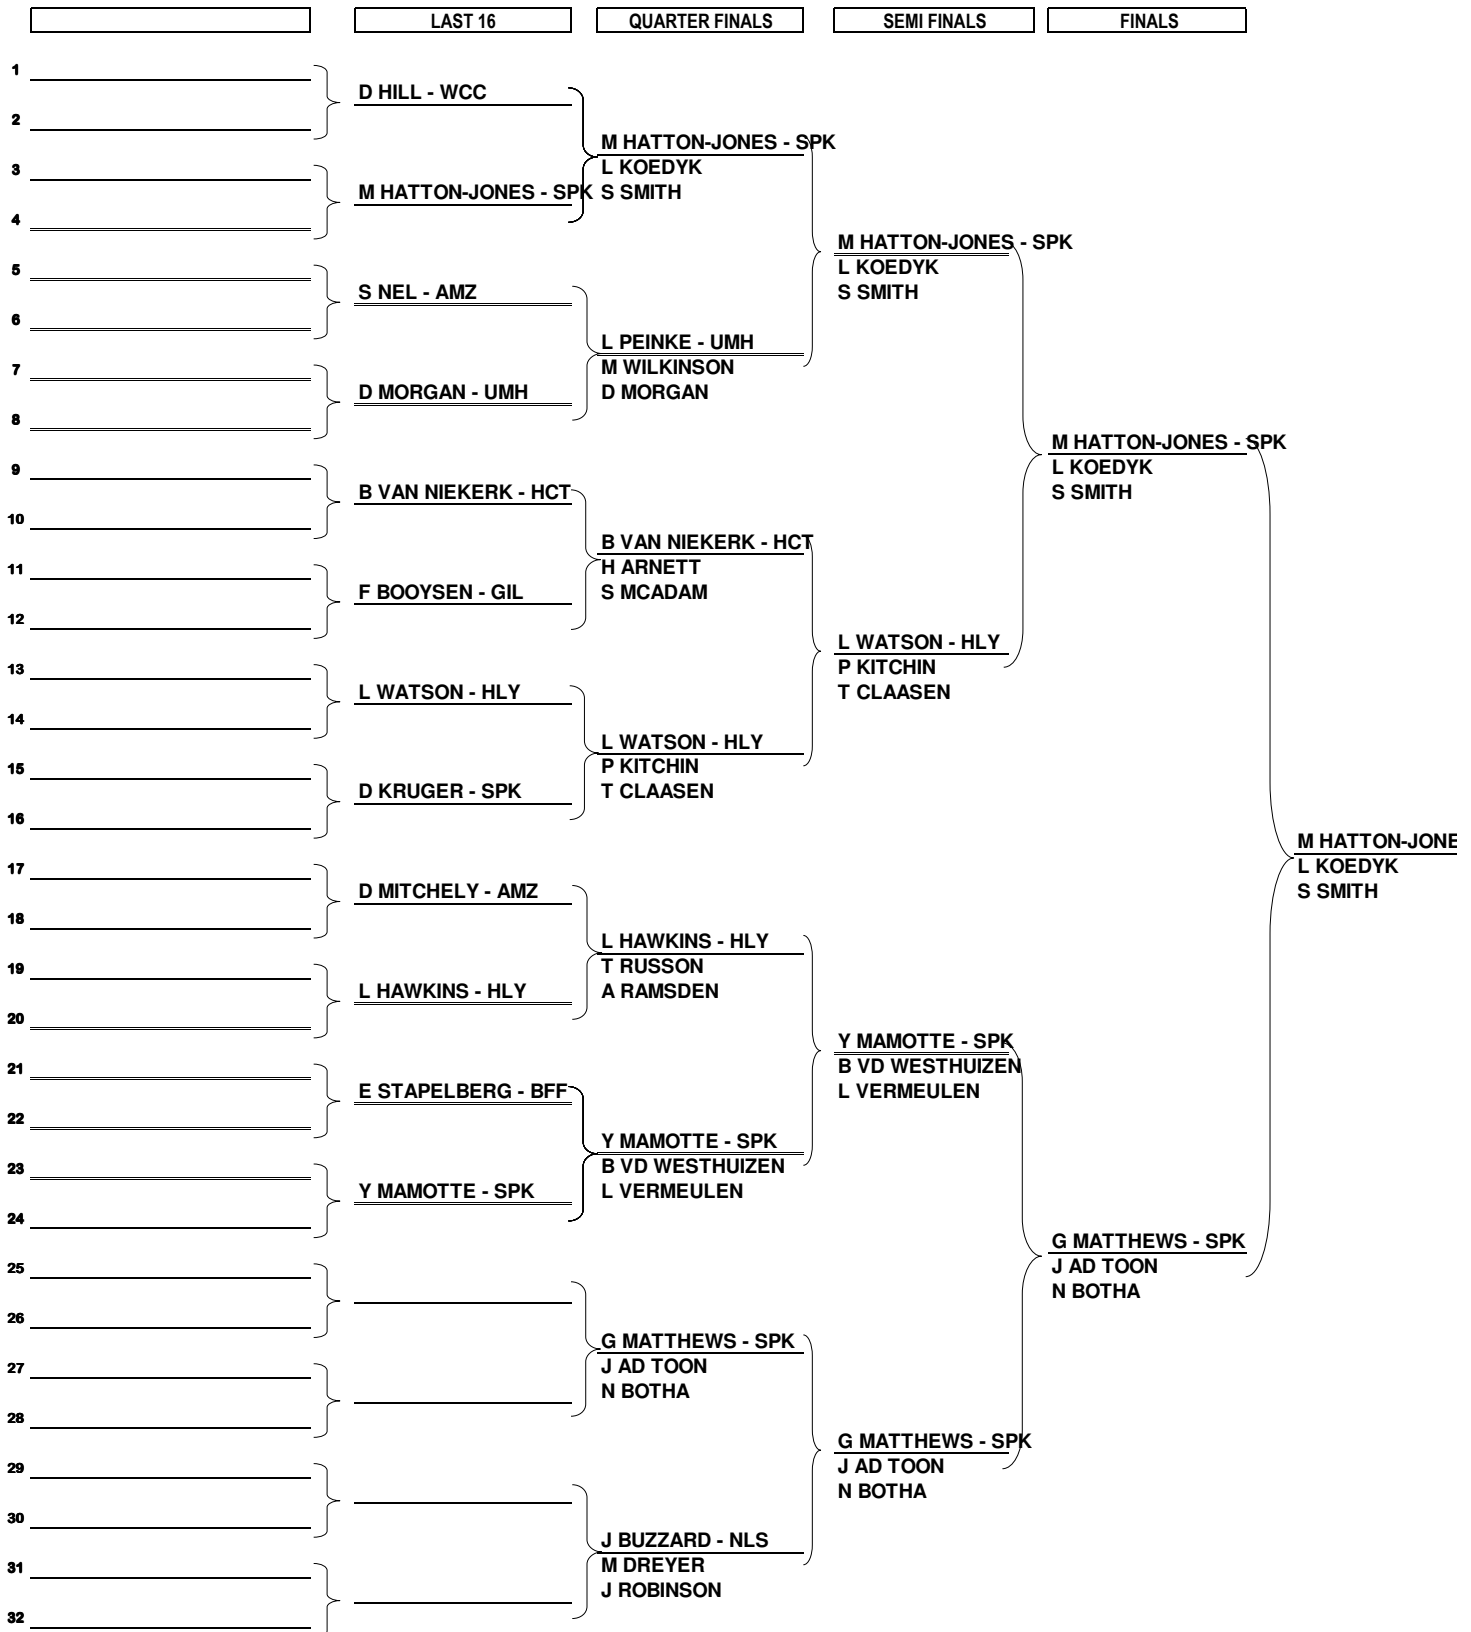 LAST 16
QUARTER FINALS
SEMI FINALS
FINALS
1
D HILL - WCC
2
M HATTON-JONES - SPK
3
L KOEDYK
M HATTON-JONES - SPK
S SMITH
4
M HATTON-JONES - SPK
5
L KOEDYK
S NEL - AMZ
S SMITH
6
L PEINKE - UMH
7
M WILKINSON
D MORGAN - UMH
D MORGAN
8
M HATTON-JONES - SPK
9
L KOEDYK
B VAN NIEKERK - HCT
S SMITH
10
B VAN NIEKERK - HCT
11
H ARNETT
F BOOYSEN - GIL
S MCADAM
12
L WATSON - HLY
13
P KITCHIN
L WATSON - HLY
T CLAASEN
14
L WATSON - HLY
15
P KITCHIN
D KRUGER - SPK
T CLAASEN
16
M HATTON-JONE
17
L KOEDYK
D MITCHELY - AMZ
S SMITH
18
L HAWKINS - HLY
19
T RUSSON
L HAWKINS - HLY
A RAMSDEN
20
Y MAMOTTE - SPK
21
B VD WESTHUIZEN
E STAPELBERG - BFF
L VERMEULEN
22
Y MAMOTTE - SPK
23
B VD WESTHUIZEN
Y MAMOTTE - SPK
L VERMEULEN
24
G MATTHEWS - SPK
25
J AD TOON
N BOTHA
26
G MATTHEWS - SPK
27
J AD TOON
N BOTHA
28
G MATTHEWS - SPK
29
J AD TOON
N BOTHA
30
J BUZZARD - NLS
31
M DREYER
J ROBINSON
32